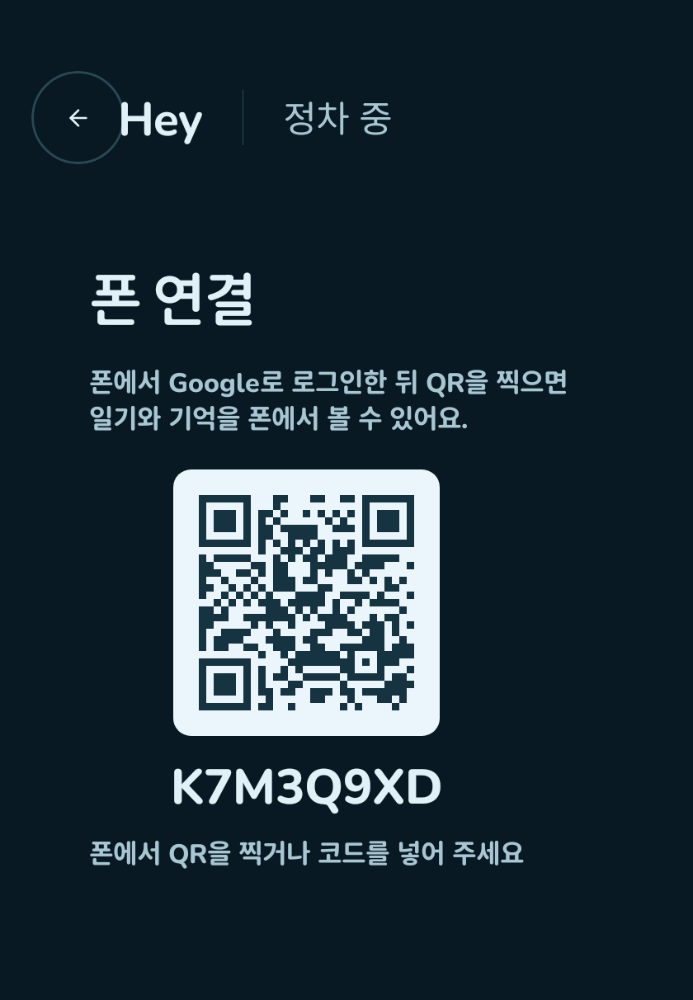 Hey
정차 중
폰 연결
폰에서 Google로 로그인한 뒤 QR을 찍으면
일기와 기억을 폰에서 볼 수 있어요.
K7M3Q9XD
폰에서 QR을 찍거나 코드를 넣어 주세요